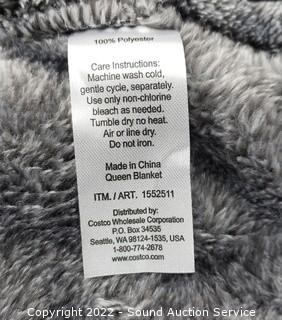 100% Polyester
Care Instructions:
Machine wash cold,
gentle cycle, separately.
Use only non-chlorine
bleach as needed.
Tumble dry no heat.
Air or line dry.
Do not iron.
Made in China
Queen Blanket
ITM. / ART. 1552511
Distributed by:
Costco Wholesale Corporation
P.O. Box 34535
Seattle, WA 98124-1535, USA
1-800-774-2678
www.costco.com
Copyright 2022 - Sound Auction Service